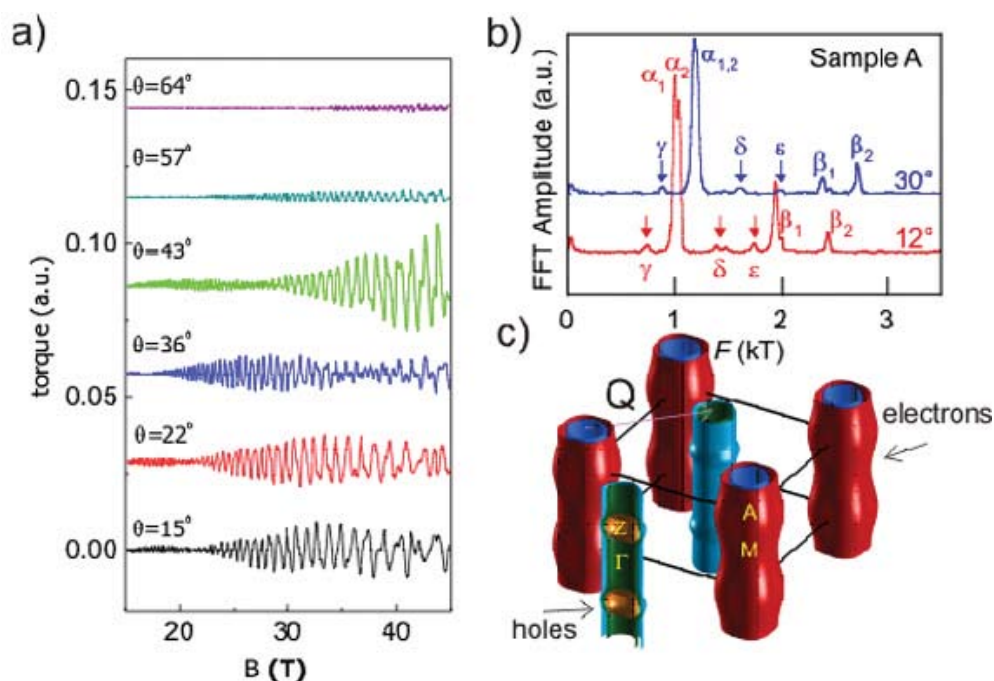 a)
torque (a.u.)
0.15
0.10
0.05
0.00
θ=64°
θ=57°
θ=43°
θ=36°
θ=22°
θ=15°
20
30
40
B (T)
b)
Sample A
FFT Amplitude (a.u.)
α1
α2
α1,2
γ
δ
ε
β1
β2
30°
γ
δ
ε
β1
β2
12°
0
1
2
3
F (kT)
c)
Q
electrons
A
M
Z
Γ
holes